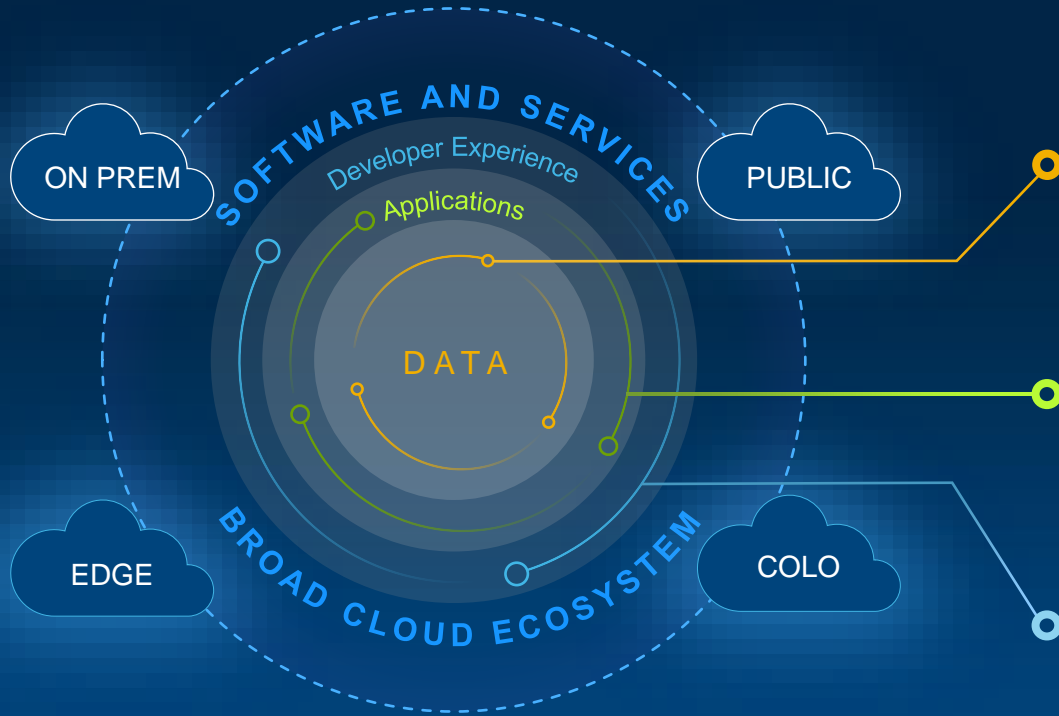 SOFTWARE AND SERVICES
Developer Experience
ON PREM
PUBLIC
Applications
DATA
EDGE
COLO
BROAD CLOUD ECOSYSTEM